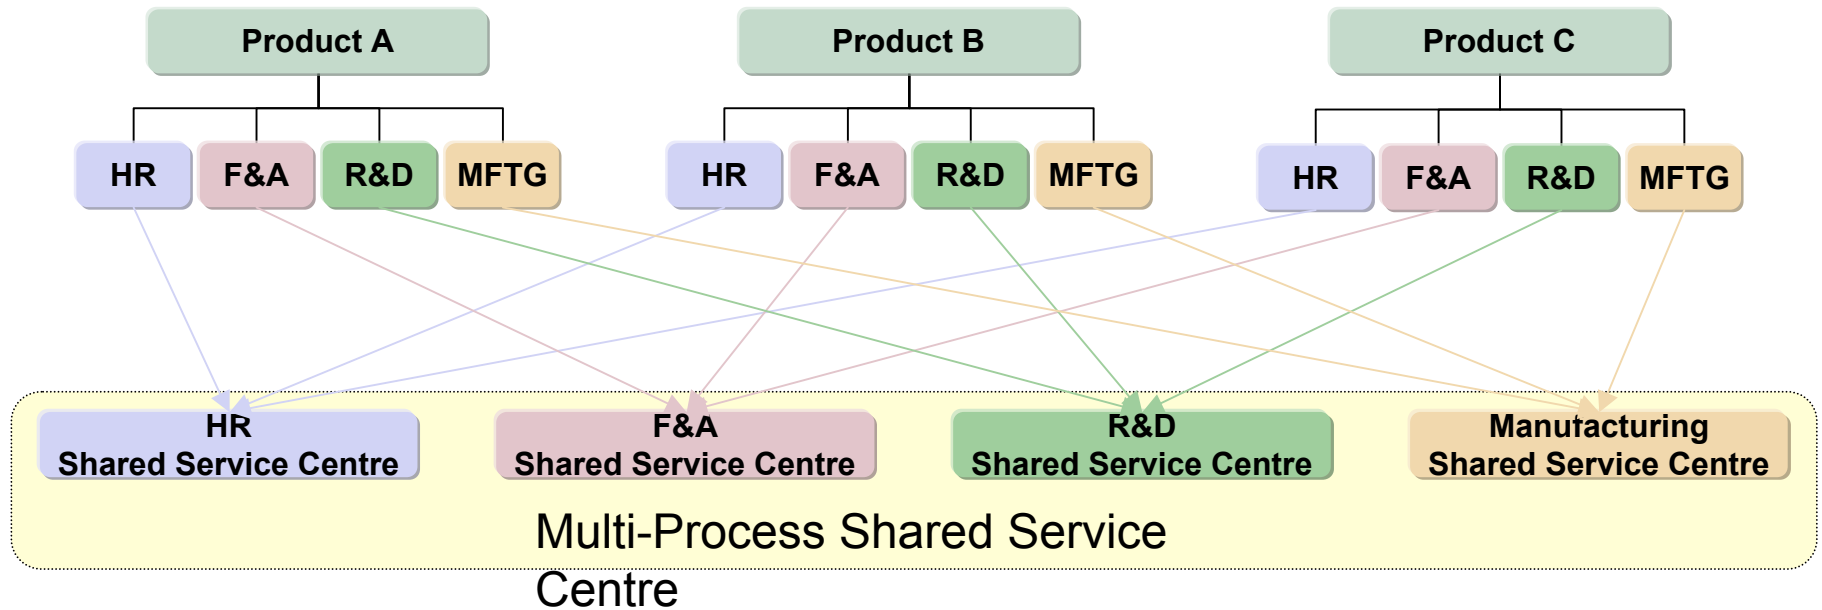 Product A
Product B
Product C
HR
F&A
R&D
MFTG
HR
F&A
R&D
MFTG
HR
F&A
R&D
MFTG
HR
Shared Service Centre
F&A
Shared Service Centre
R&D
Shared Service Centre
Manufacturing
Shared Service Centre
Multi-Process Shared Service
Centre